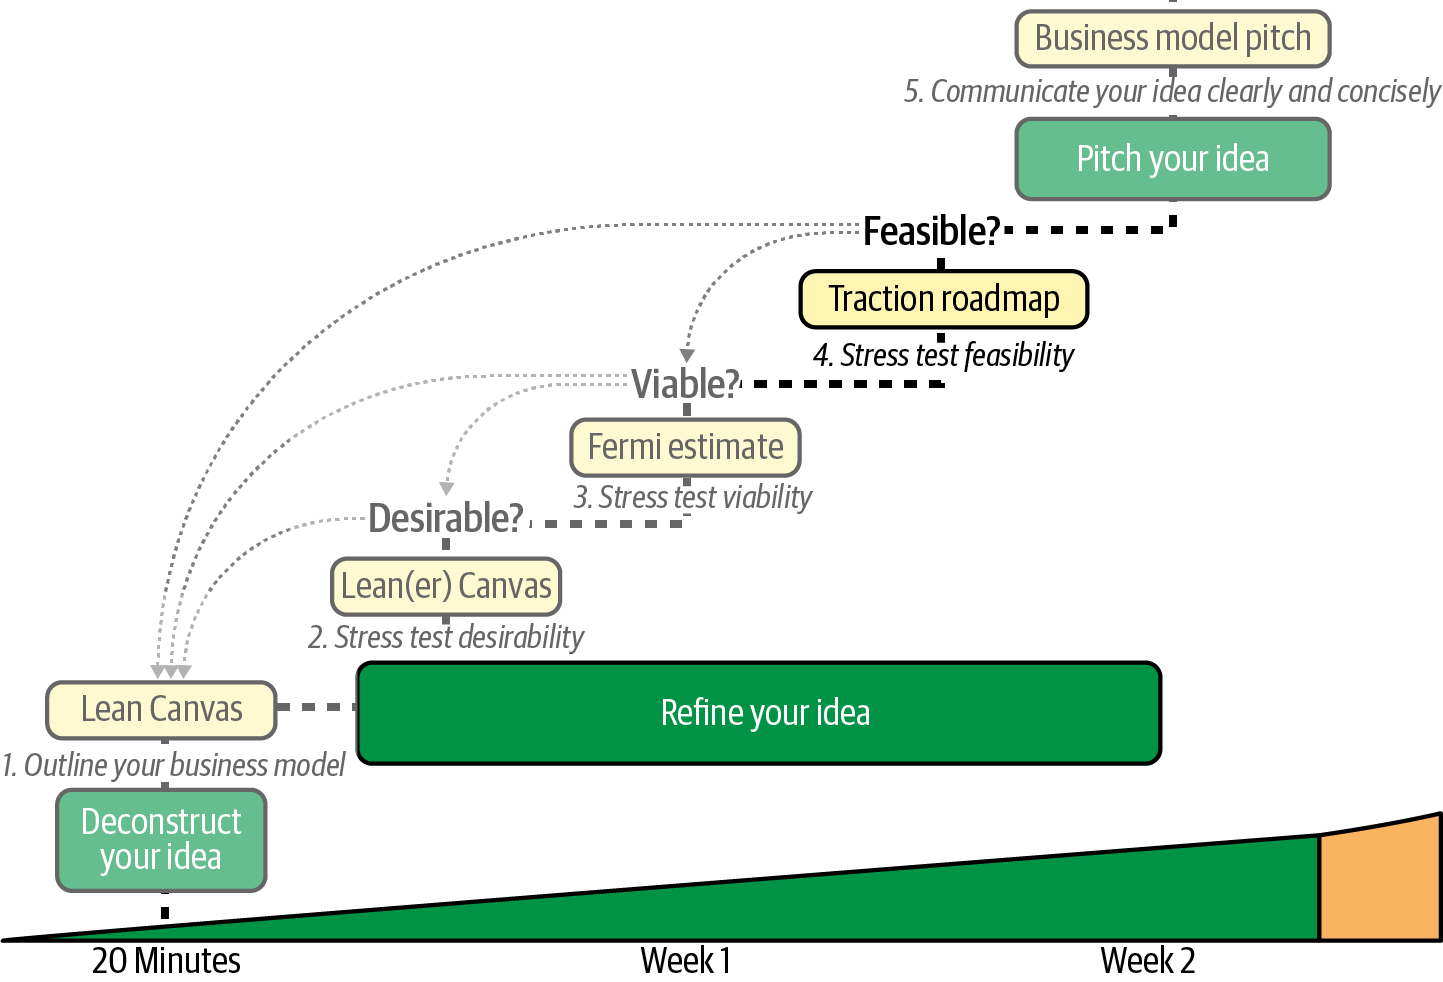 Business model pitch
5. Communicate your idea clearly and concisely
Pitch your idea
Feasible?
Traction roadmap
4. Stress test feasibility
Viable?
Fermi estimate
3. Stress test viability
Desirable?
Lean(er) Canvas
2. Stress test desirability
Lean Canvas
Refine your idea
1. Outline your business model
Deconstruct
your idea
20 Minutes
Week 1
Week 2